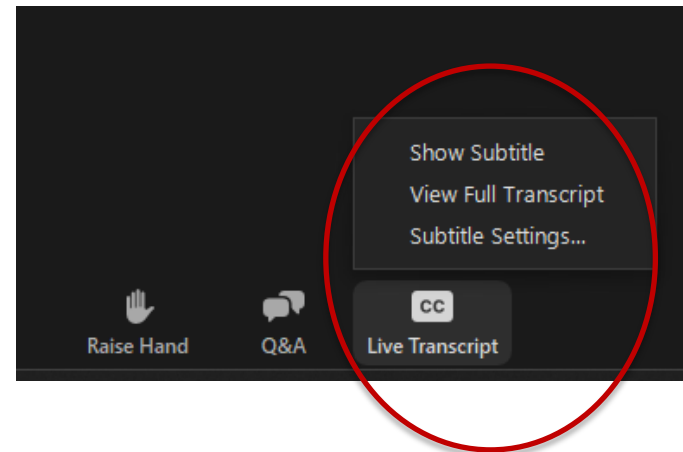 Show Subtitle
View Full Transcript
Subtitle Settings...
CC
Raise Hand
Q&A
Live Transcript